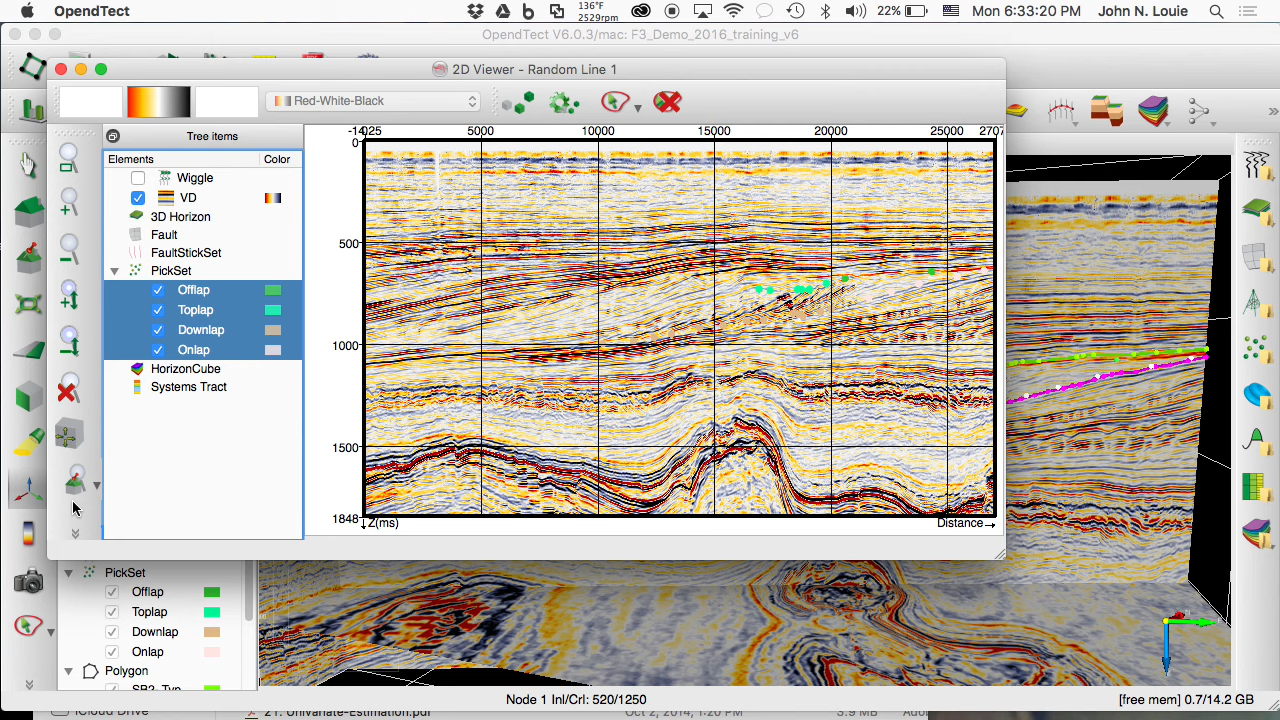 OpendTect 136°F 2529rpm 22% Mon 6:33:20 PM John N. Louie
OpendTect V6.0.3/mac: F3_Demo_2016_training_v6
2D Viewer - Random Line 1
Red-White-Black
Tree items
Elements Color
Wiggle
VD
3D Horizon
Fault
FaultStickSet
PickSet
Offlap
Toplap
Downlap
Onlap
HorizonCube
Systems Tract
5000 10000 15000 20000 25000
0
500
1000
1500
1848
Z(ms) Distance
PickSet
Offlap
Toplap
Downlap
Onlap
Polygon
Node 1 Inl/Crl: 520/1250 [free mem] 0.7/14.2 GB
iCloud Drive 21. Univariate-Estimation.pdf Oct 2, 2014, 1:20 PM 3.9 MB